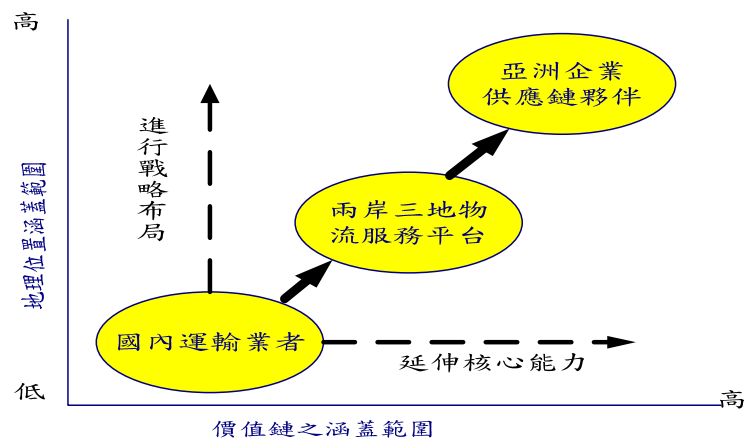 高
亞洲企業
供應鏈夥伴
進行戰略布局
兩岸三地物
流服務平台
地理位置涵蓋範圍
國內運輸業者
延伸核心能力
低
高
價值鏈之涵蓋範圍